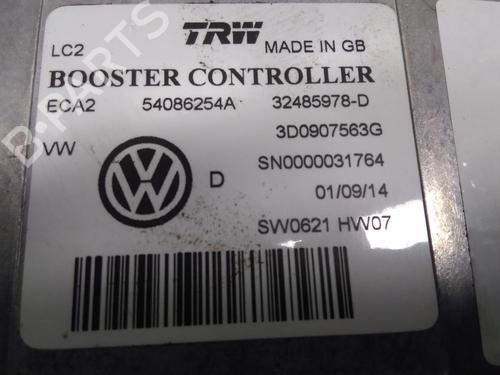 LC2 TRW MADE IN GB
BOOSTER CONTROLLER
ECA2 54086254A 32485978-D
3D0907563G
VW D SN0000031764
01/09/14
SW0621 HW07
B-PARTS